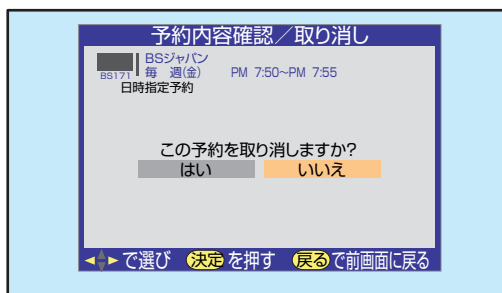 予約内容確認／取り消し
BSジャパン
BS171 毎 週(金) PM 7:50~PM 7:55
日時指定予約
この予約を取り消しますか?
はい いいえ
で選び 決定 を押す 戻る で前画面に戻る